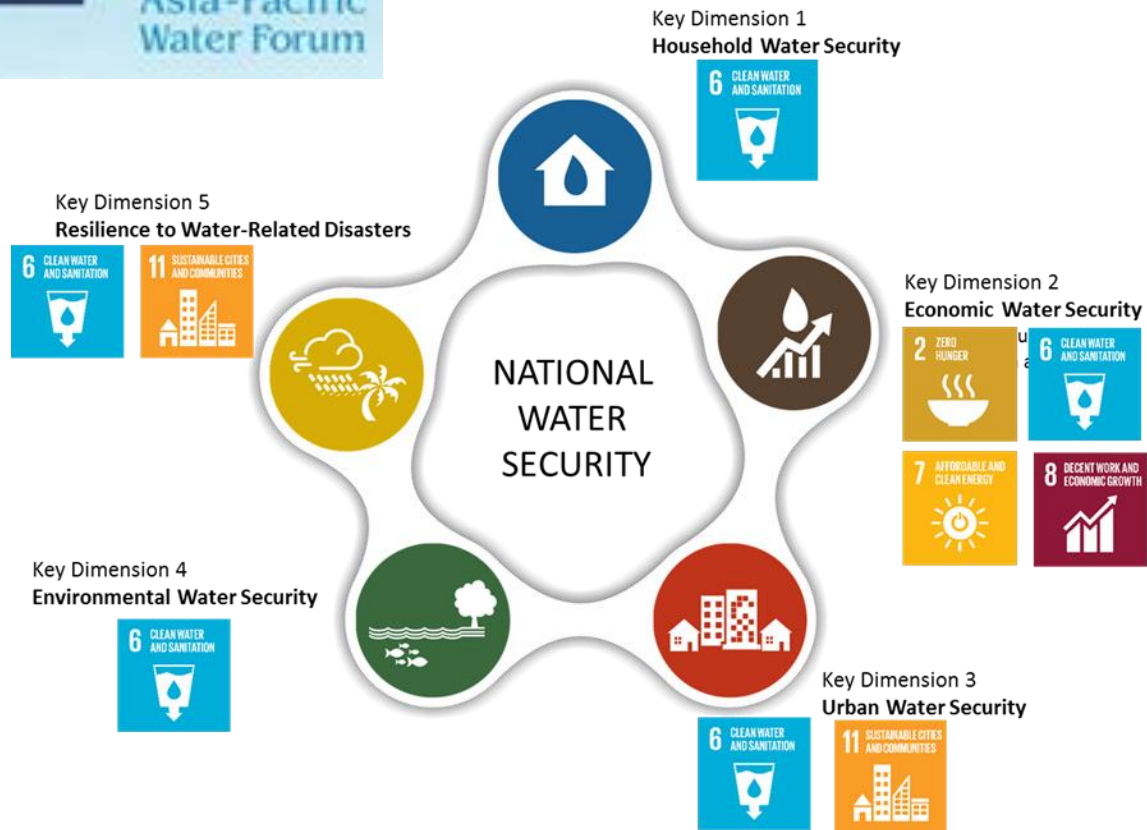 Asia-Pacific
Water Forum
Key Dimension 1
Household Water Security
6 CLEAN WATER
AND SANITATION
Key Dimension 5
Resilience to Water-Related Disasters
6 CLEAN WATER
AND SANITATION
11 SUSTAINABLE CITIES
AND COMMUNITIES
Key Dimension 2
Economic Water Security
2 ZERO
HUNGER
6 CLEAN WATER
AND SANITATION
7 AFFORDABLE AND
CLEAN ENERGY
8 DECENT WORK AND
ECONOMIC GROWTH
NATIONAL
WATER
SECURITY
Key Dimension 4
Environmental Water Security
6 CLEAN WATER
AND SANITATION
Key Dimension 3
Urban Water Security
6 CLEAN WATER
AND SANITATION
11 SUSTAINABLE CITIES
AND COMMUNITIES